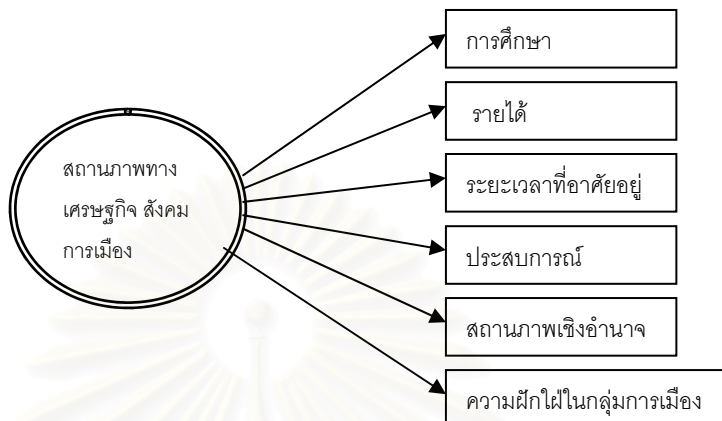 สถานภาพทาง
เศรษฐกิจ สังคม
การเมือง
การศึกษา
รายได้
ระยะเวลาที่อาศัยอยู่
ประสบการณ์
สถานภาพเชิงอำนาจ
ความฝักใฝ่ในกลุ่มการเมือง